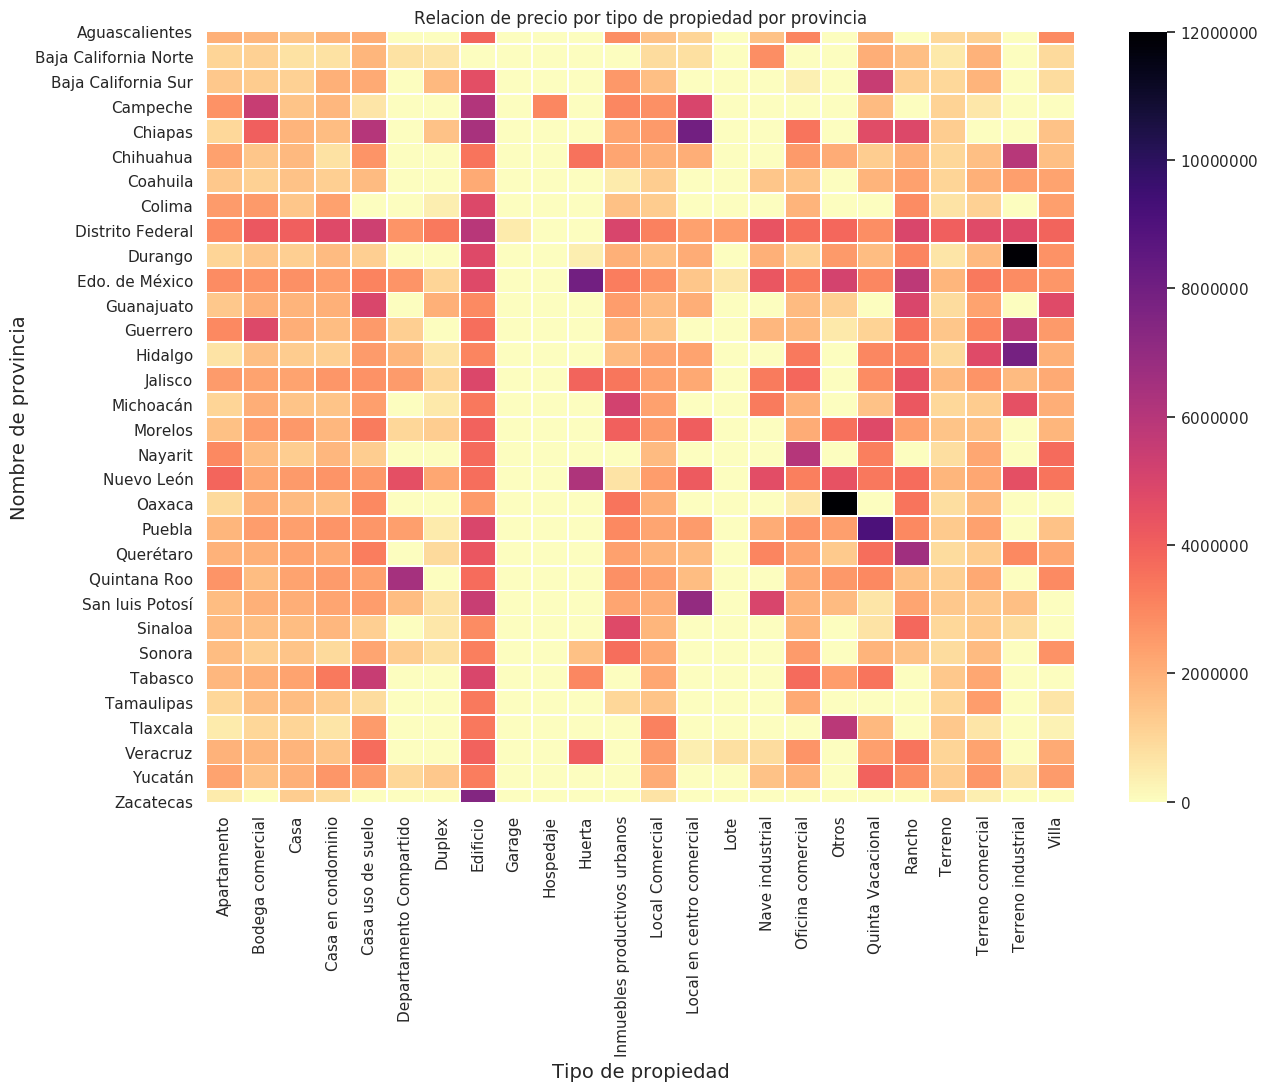 Relacion de precio por tipo de propiedad por provincia
Aguascalientes
Baja California Norte
Baja California Sur
Campeche
Chiapas
Chihuahua
Coahuila
Colima
Distrito Federal
Durango
Edo. de México
Guanajuato
Guerrero
Hidalgo
Jalisco
Michoacán
Morelos
Nayarit
Nuevo León
Oaxaca
Puebla
Querétaro
Quintana Roo
San luis Potosí
Sinaloa
Sonora
Tabasco
Tamaulipas
Tlaxcala
Veracruz
Yucatán
Zacatecas
Nombre de provincia
12000000
10000000
8000000
6000000
4000000
2000000
0
Apartamento
Bodega comercial
Casa
Casa en condominio
Casa uso de suelo
Departamento Compartido
Duplex
Edificio
Garage
Hospedaje
Huerta
Inmuebles productivos urbanos
Local Comercial
Local en centro comercial
Lote
Nave industrial
Oficina comercial
Otros
Quinta Vacacional
Rancho
Terreno
Terreno comercial
Terreno industrial
Villa
Tipo de propiedad